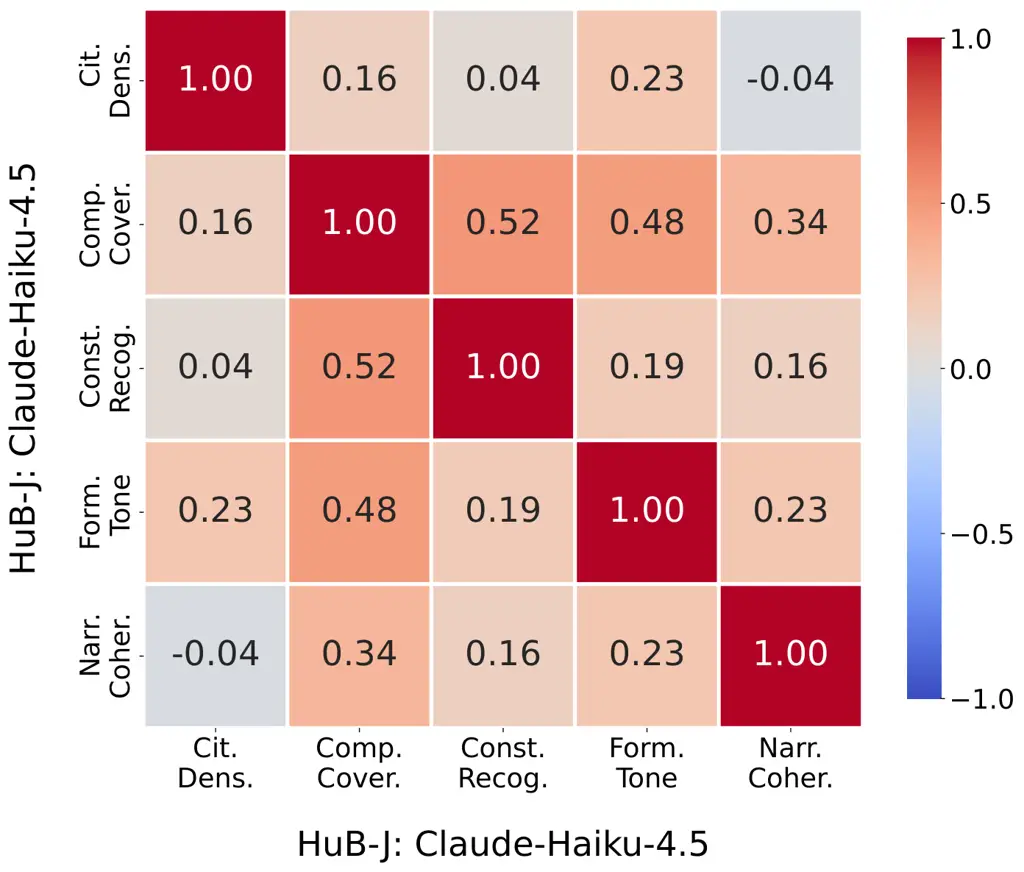 Cit.
Dens.
1.00 0.16 0.04 0.23 -0.04
Comp.
Cover.
0.16 1.00 0.52 0.48 0.34
Const.
Recog.
0.04 0.52 1.00 0.19 0.16
Form.
Tone
0.23 0.48 0.19 1.00 0.23
Narr.
Coher.
-0.04 0.34 0.16 0.23 1.00
HuB-J: Claude-Haiku-4.5
Cit. Comp. Const. Form. Narr.
Dens. Cover. Recog. Tone Coher.
HuB-J: Claude-Haiku-4.5
1.0
0.5
0.0
−0.5
−1.0